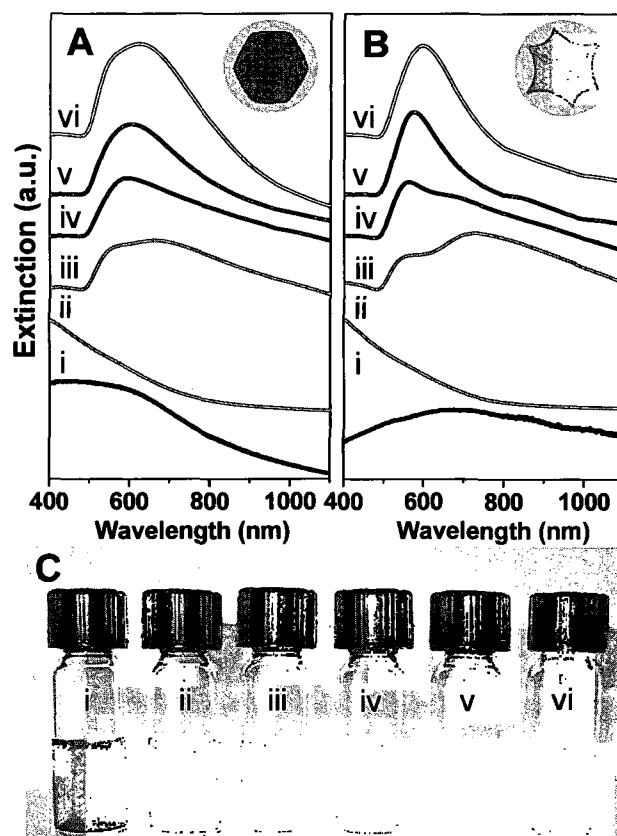 A
B
vi
v
iv
iii
ii
i
vi
v
iv
iii
ii
i
Extinction (a.u.)
400 600 800 1000
400 600 800 1000
Wavelength (nm)
Wavelength (nm)
C
i ii iii iv v vi